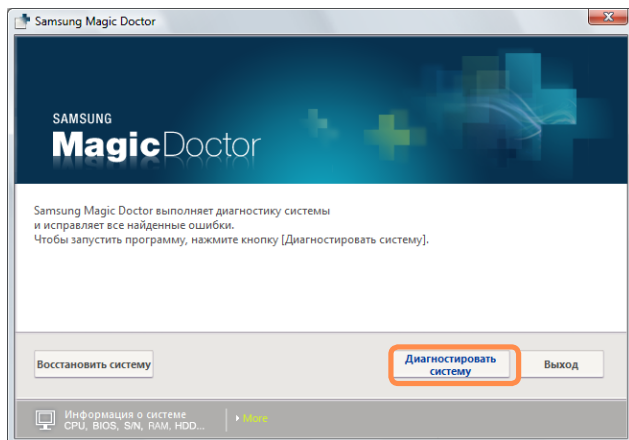 Samsung Magic Doctor
SAMSUNG
MagicDoctor
Samsung Magic Doctor выполняет диагностику системы
и исправляет все найденные ошибки.
Чтобы запустить программу, нажмите кнопку [Диагностировать систему].
Восстановить систему
Диагностировать
систему
Выход
Информация о системе
CPU, BIOS, S/N, RAM, HDD...
More